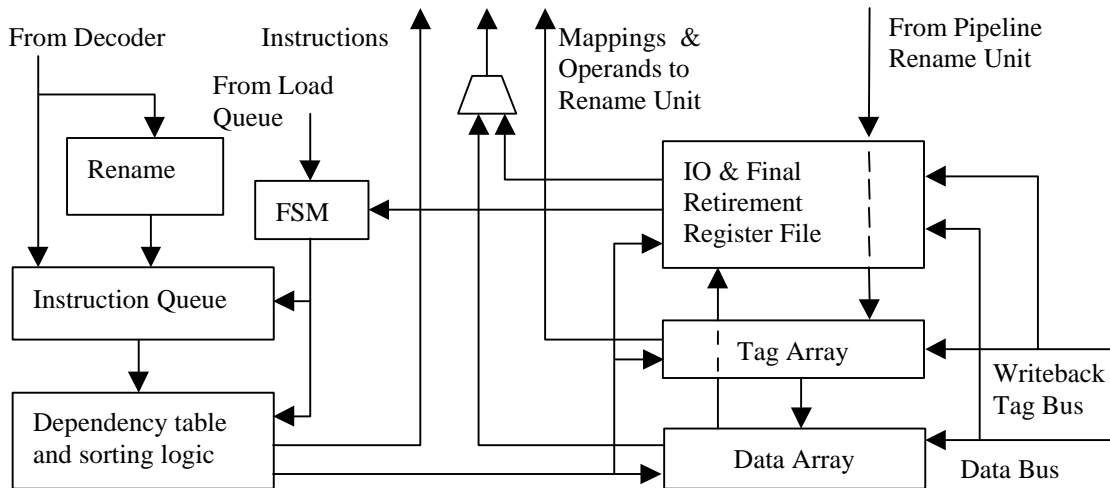 From Decoder
Instructions
Mappings &
Operands to
Rename Unit
From Pipeline
Rename Unit
From Load
Queue
Rename
FSM
IO & Final
Retirement
Register File
Instruction Queue
Tag Array
Writeback
Tag Bus
Dependency table
and sorting logic
Data Array
Data Bus